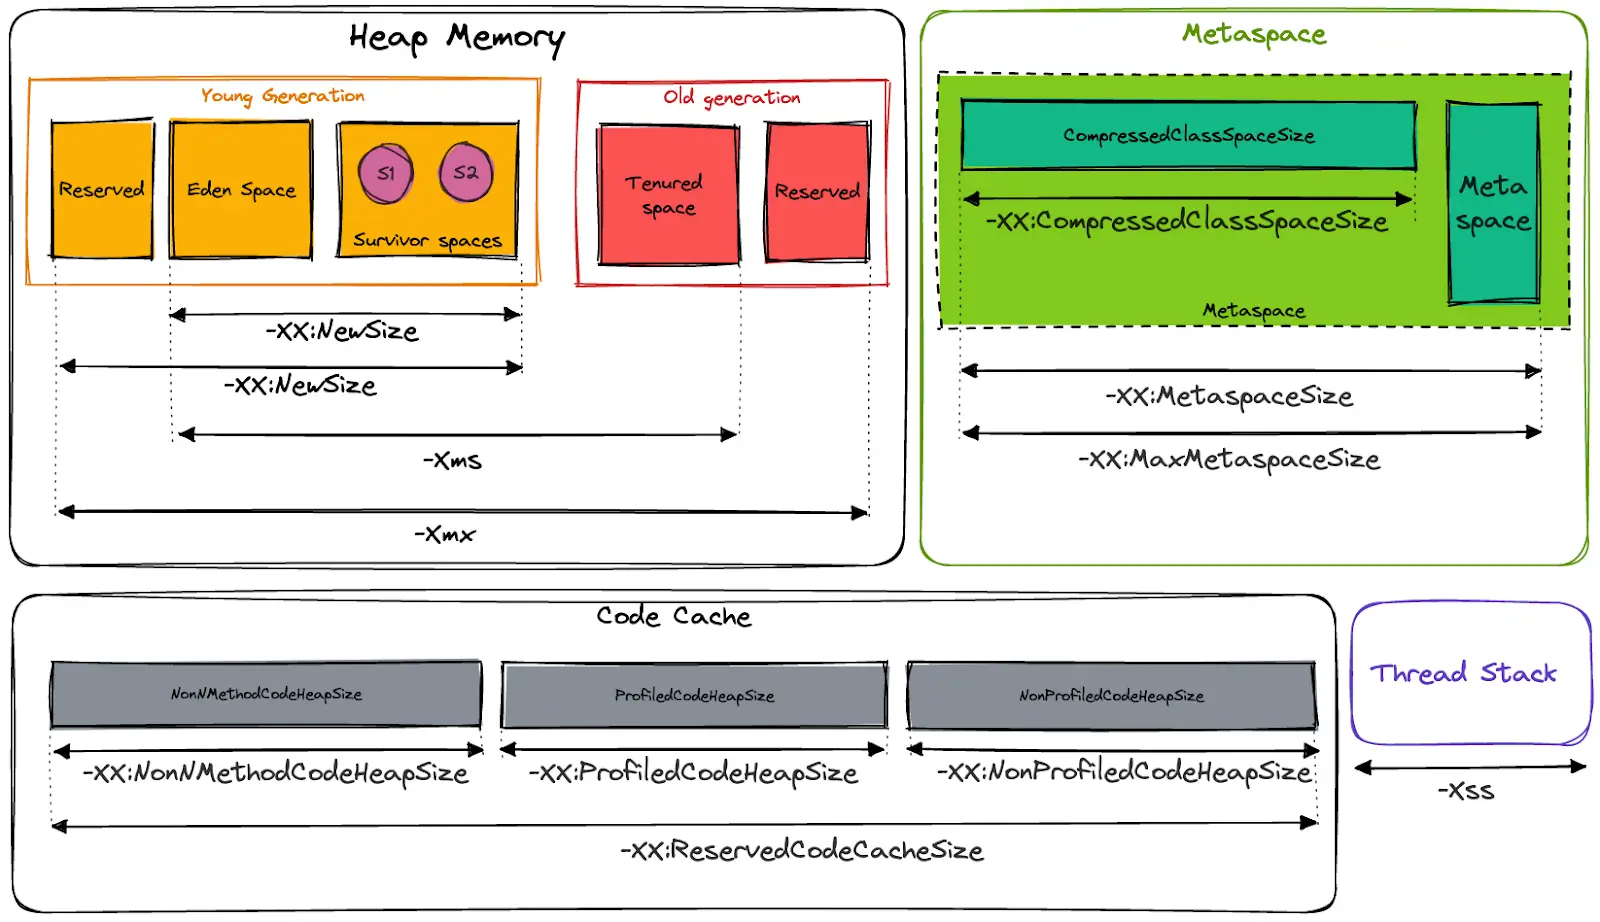 Heap Memory
Young Generation
Reserved
Eden Space
S1
S2
Survivor spaces
Old generation
Tenured
space
Reserved
-XX:NewSize
-XX:NewSize
-Xms
-Xmx
Metaspace
CompressedClassSpaceSize
-XX:CompressedClassSpaceSize
Meta
space
Metaspace
-XX:MetaspaceSize
-XX:MaxMetaspaceSize
Code Cache
NonNMethodCodeHeapSize
ProfiledCodeHeapSize
NonProfiledCodeHeapSize
-XX:NonNMethodCodeHeapSize
-XX:ProfiledCodeHeapSize
-XX:NonProfiledCodeHeapSize
-XX:ReservedCodeCacheSize
Thread Stack
-Xss